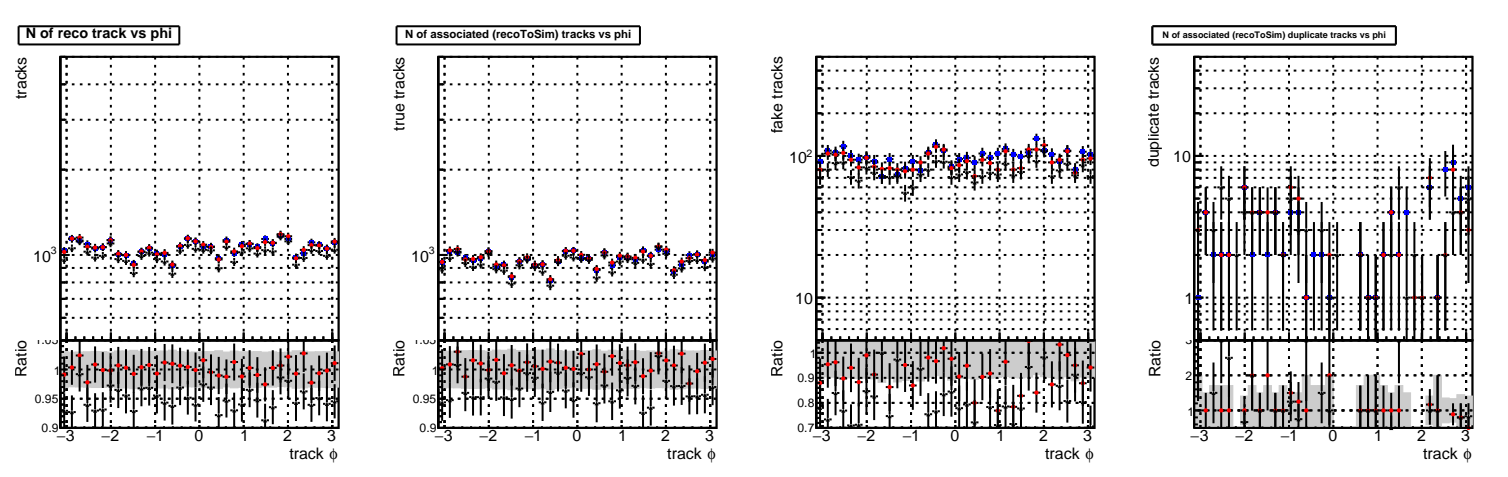 N of reco track vs phi
N of associated (recoToSim) tracks vs phi
N of associated (recoToSim) duplicate tracks vs phi
tracks
true tracks
fake tracks
duplicate tracks
10³
10³
10²
10
10
1
Ratio
Ratio
Ratio
Ratio
1
0.95
0.9
1
0.95
0.9
1
0.9
0.8
0.7
3
2
1
−3 −2 −1 0 1 2 3
−3 −2 −1 0 1 2 3
−3 −2 −1 0 1 2 3
−3 −2 −1 0 1 2 3
track ϕ
track ϕ
track ϕ
track ϕ